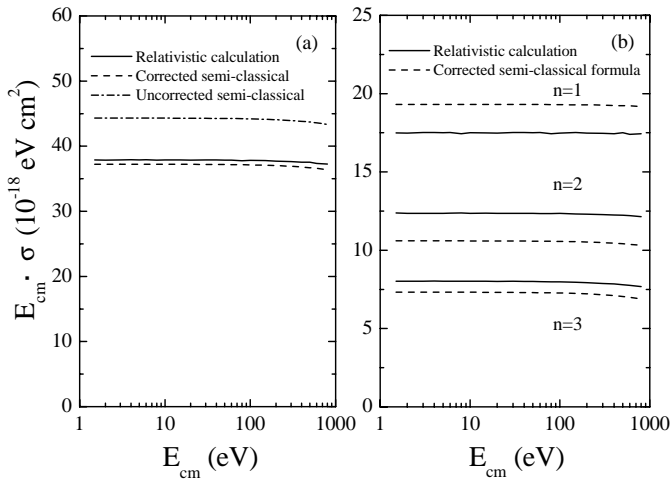 E_cm · σ (10^-18 eV cm^2)
60
50
40
30
20
10
0
(a)
Relativistic calculation
Corrected semi-classical
Uncorrected semi-classical
1
10
100
1000
E_cm (eV)
25
20
15
10
5
0
(b)
Relativistic calculation
Corrected semi-classical formula
n=1
n=2
n=3
1
10
100
1000
E_cm (eV)